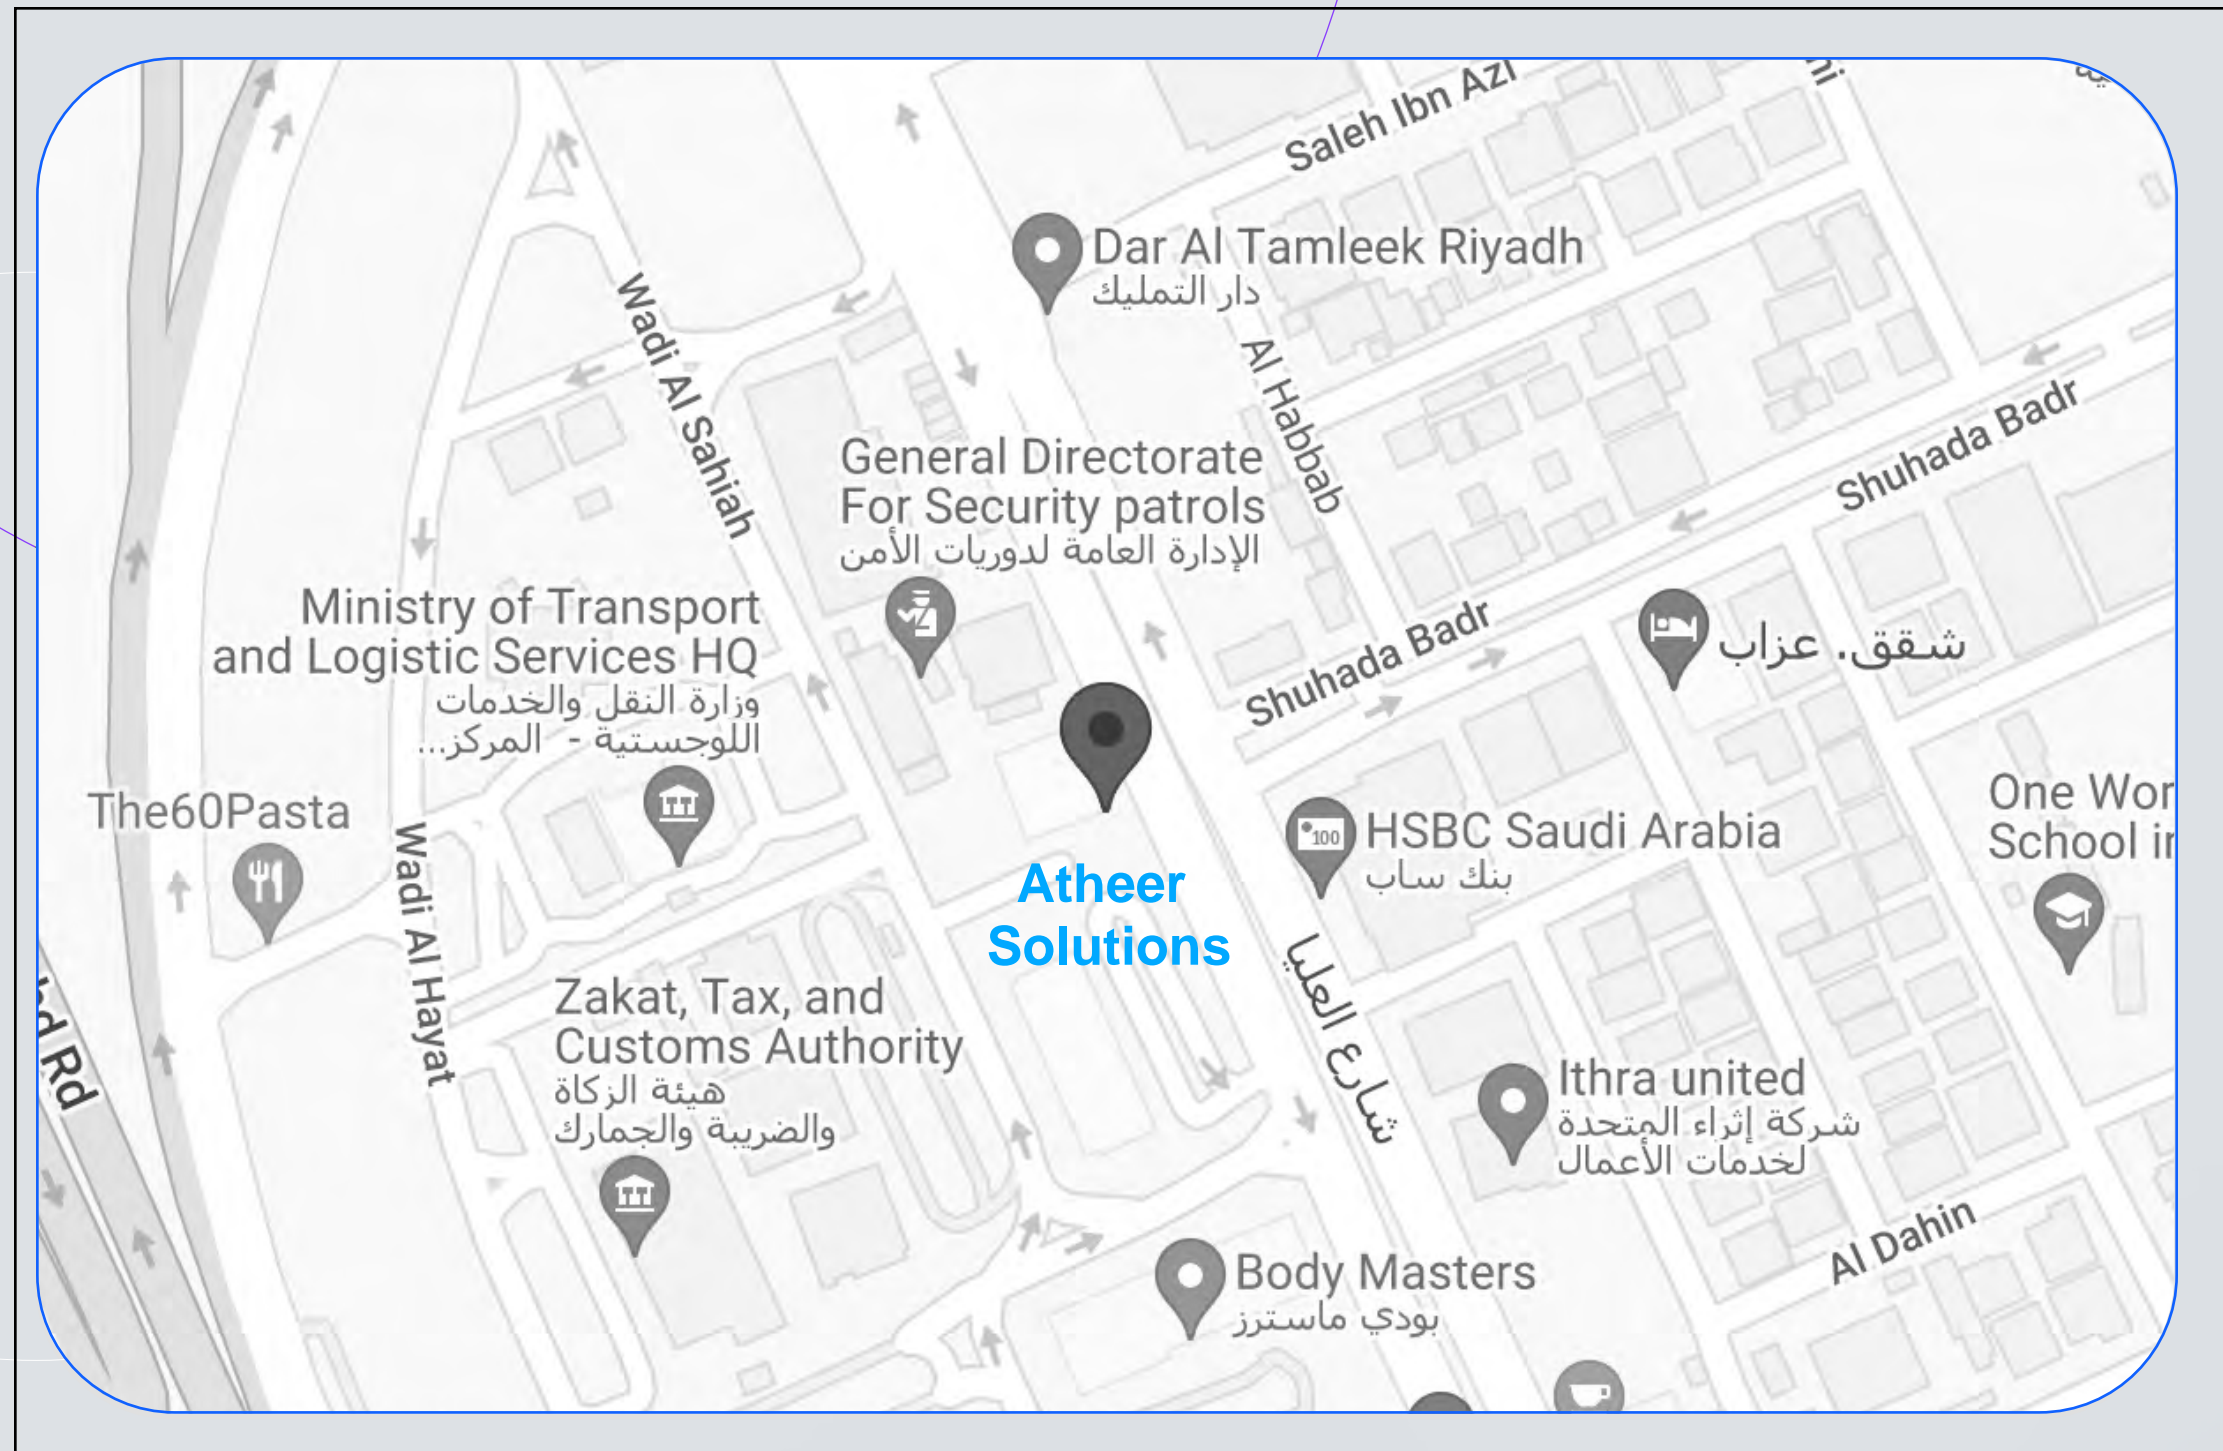 Saleh Ibn Azi
Dar Al Tamleek Riyadh
دار التمليك
Wadi Al Sahiah
Al Habbab
Shuhada Badr
General Directorate
For Security patrols
الإدارة العامة لدوريات الأمن
Ministry of Transport
and Logistic Services HQ
وزارة النقل والخدمات
اللوجستية - المركز...
Shuhada Badr
شقق. عزاب
The60Pasta
Wadi Al Hayat
100
HSBC Saudi Arabia
بنك ساب
One Wor
School in
Atheer
Solutions
شارع العليا
Zakat, Tax, and
Customs Authority
هيئة الزكاة
والضريبة والجمارك
Rd
Ithra united
شركة إثراء المتحدة
لخدمات الأعمال
Al Dahin
Body Masters
بودي ماسترز